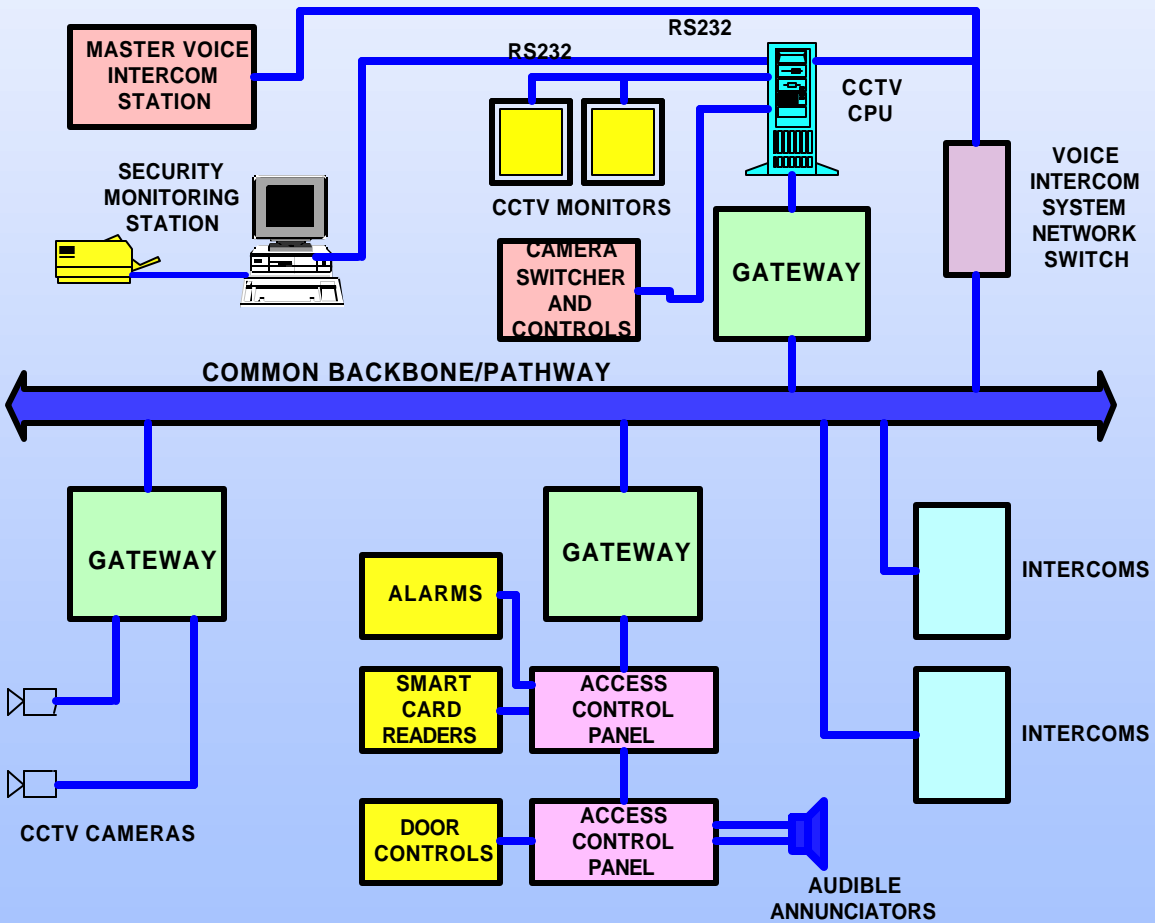 MASTER VOICE
INTERCOM
STATION
RS232
RS232
CCTV
CPU
SECURITY
MONITORING
STATION
CCTV MONITORS
VOICE
INTERCOM
SYSTEM
NETWORK
SWITCH
CAMERA
SWITCHER
AND
CONTROLS
GATEWAY
COMMON BACKBONE/PATHWAY
GATEWAY
GATEWAY
ALARMS
INTERCOMS
SMART
CARD
READERS
ACCESS
CONTROL
PANEL
INTERCOMS
CCTV CAMERAS
DOOR
CONTROLS
ACCESS
CONTROL
PANEL
AUDIBLE
ANNUNCIATORS